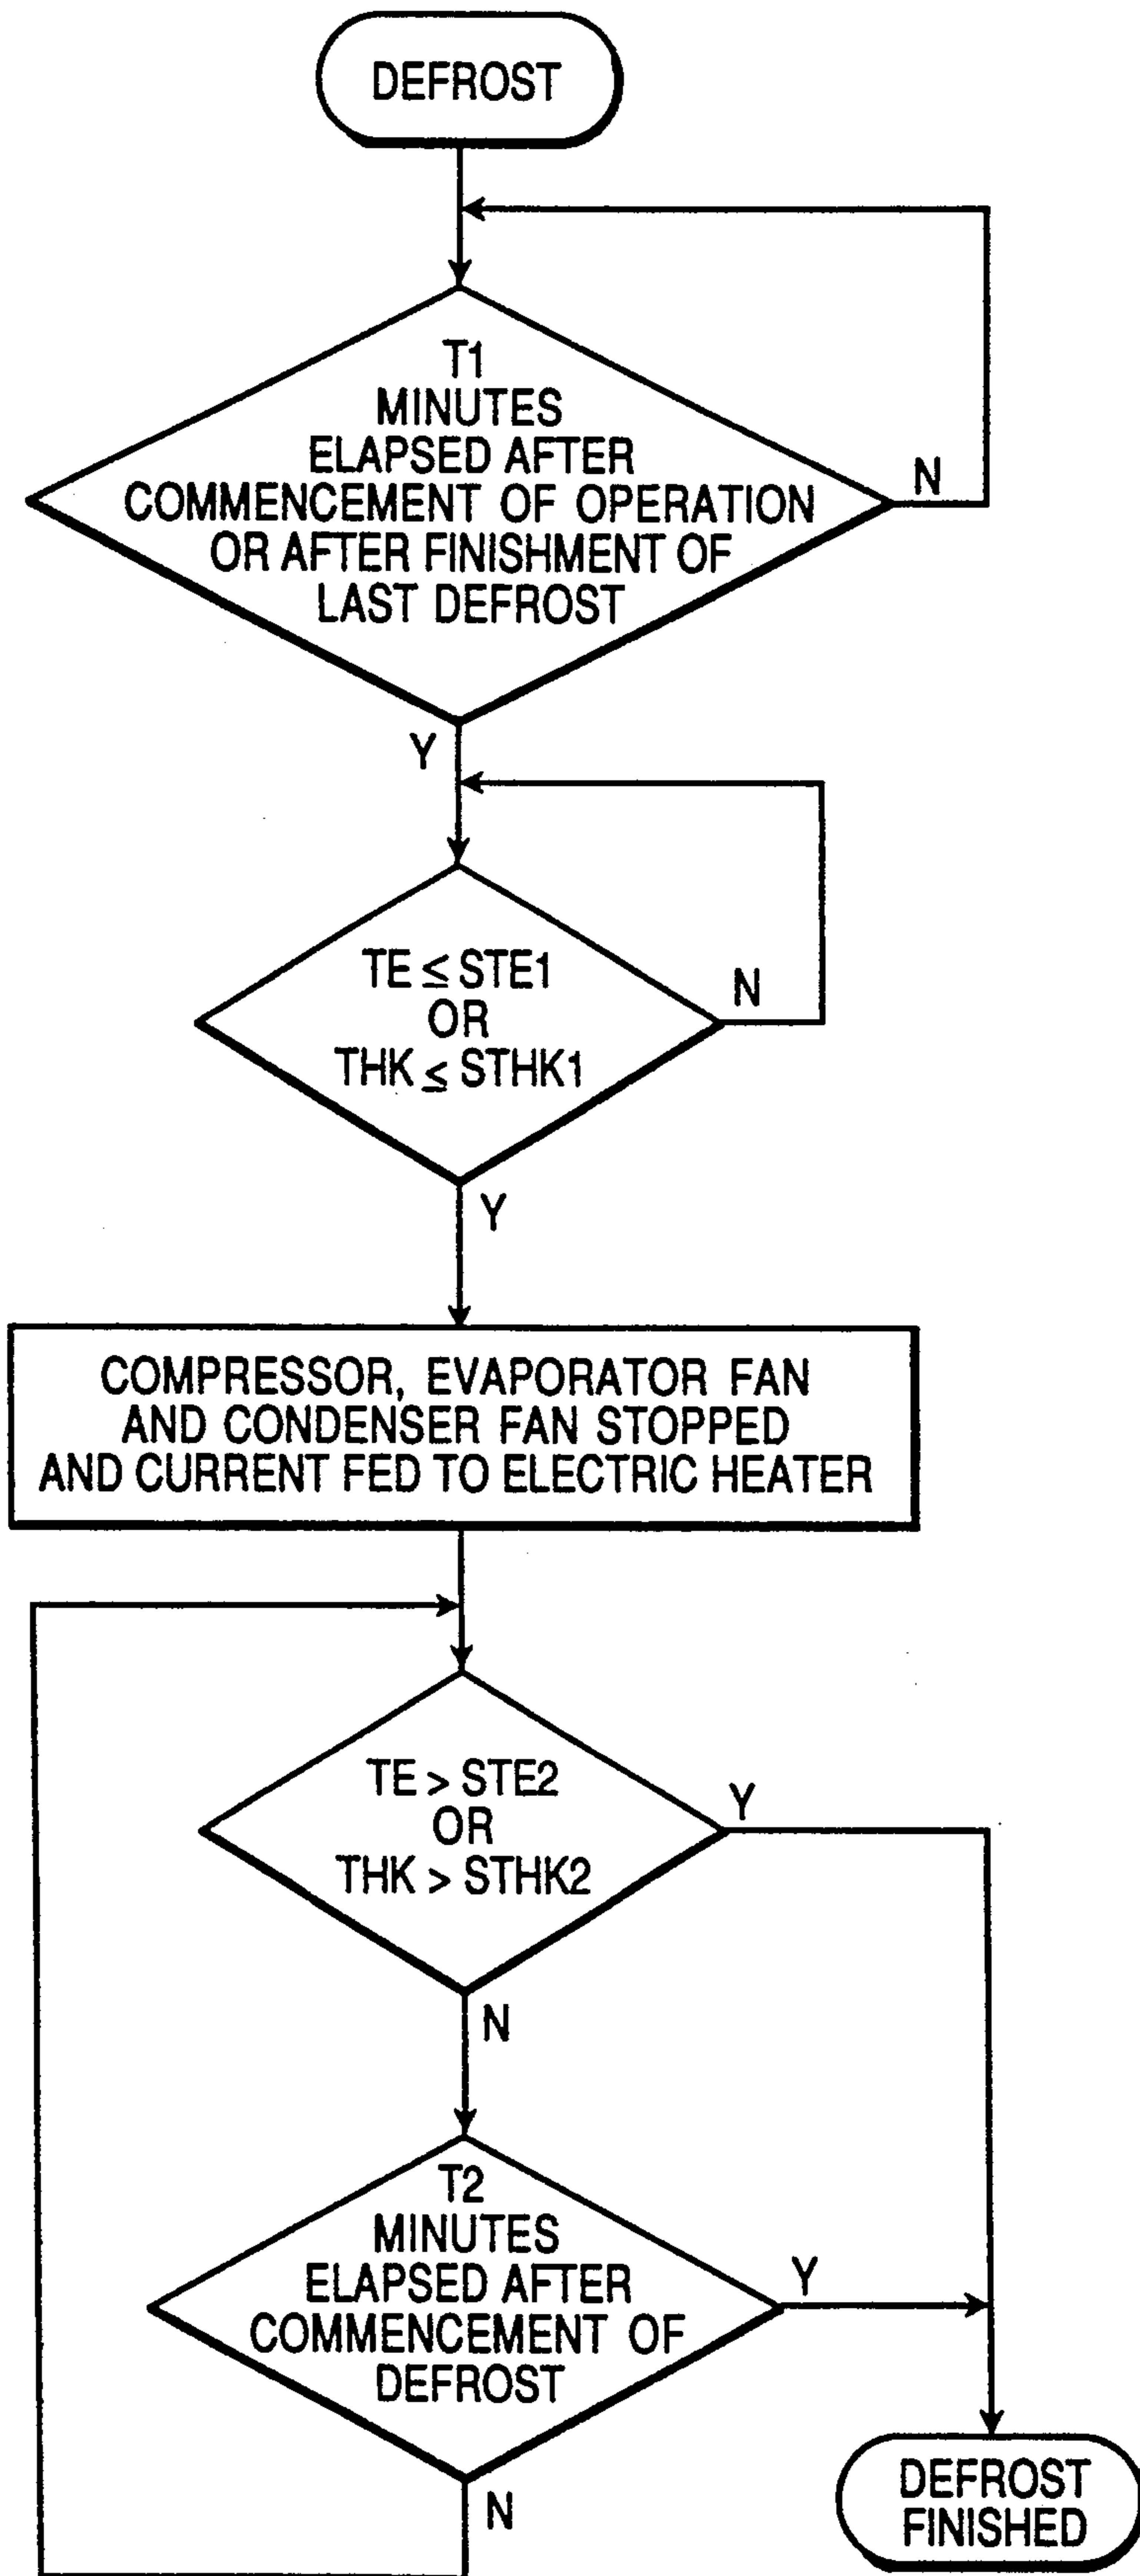 DEFROST
T1
MINUTES
ELAPSED AFTER
COMMENCEMENT OF OPERATION
OR AFTER FINISHMENT OF
LAST DEFROST
N
Y
TE ≤ STE1
OR
THK ≤ STHK1
N
Y
COMPRESSOR, EVAPORATOR FAN
AND CONDENSER FAN STOPPED
AND CURRENT FED TO ELECTRIC HEATER
TE > STE2
OR
THK > STHK2
Y
N
T2
MINUTES
ELAPSED AFTER
COMMENCEMENT OF
DEFROST
Y
N
DEFROST
FINISHED